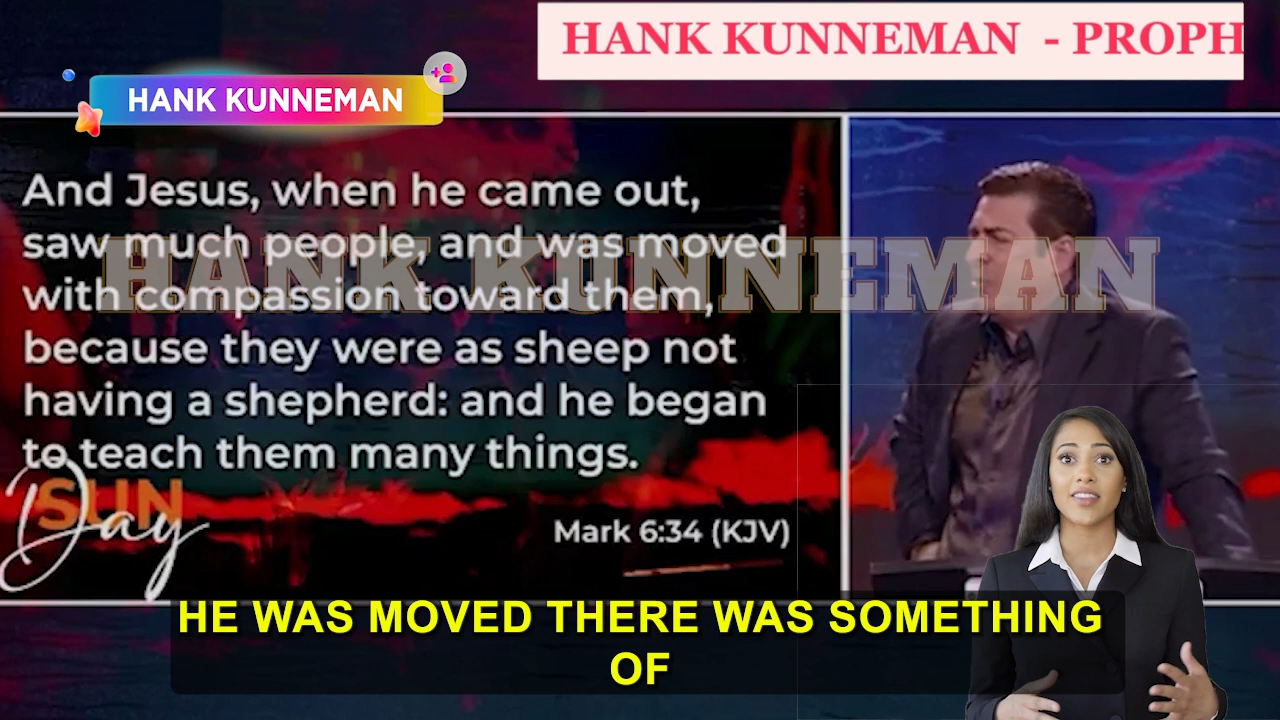 HANK KUNNEMAN - PROPH
HANK KUNNEMAN
And Jesus, when he came out,
saw much people, and was moved
with compassion toward them,
because they were as sheep not
having a shepherd: and he began
to teach them many things.
HANK KUNNEMAN
SUN
Day
Mark 6:34 (KJV)
HE WAS MOVED THERE WAS SOMETHING
OF